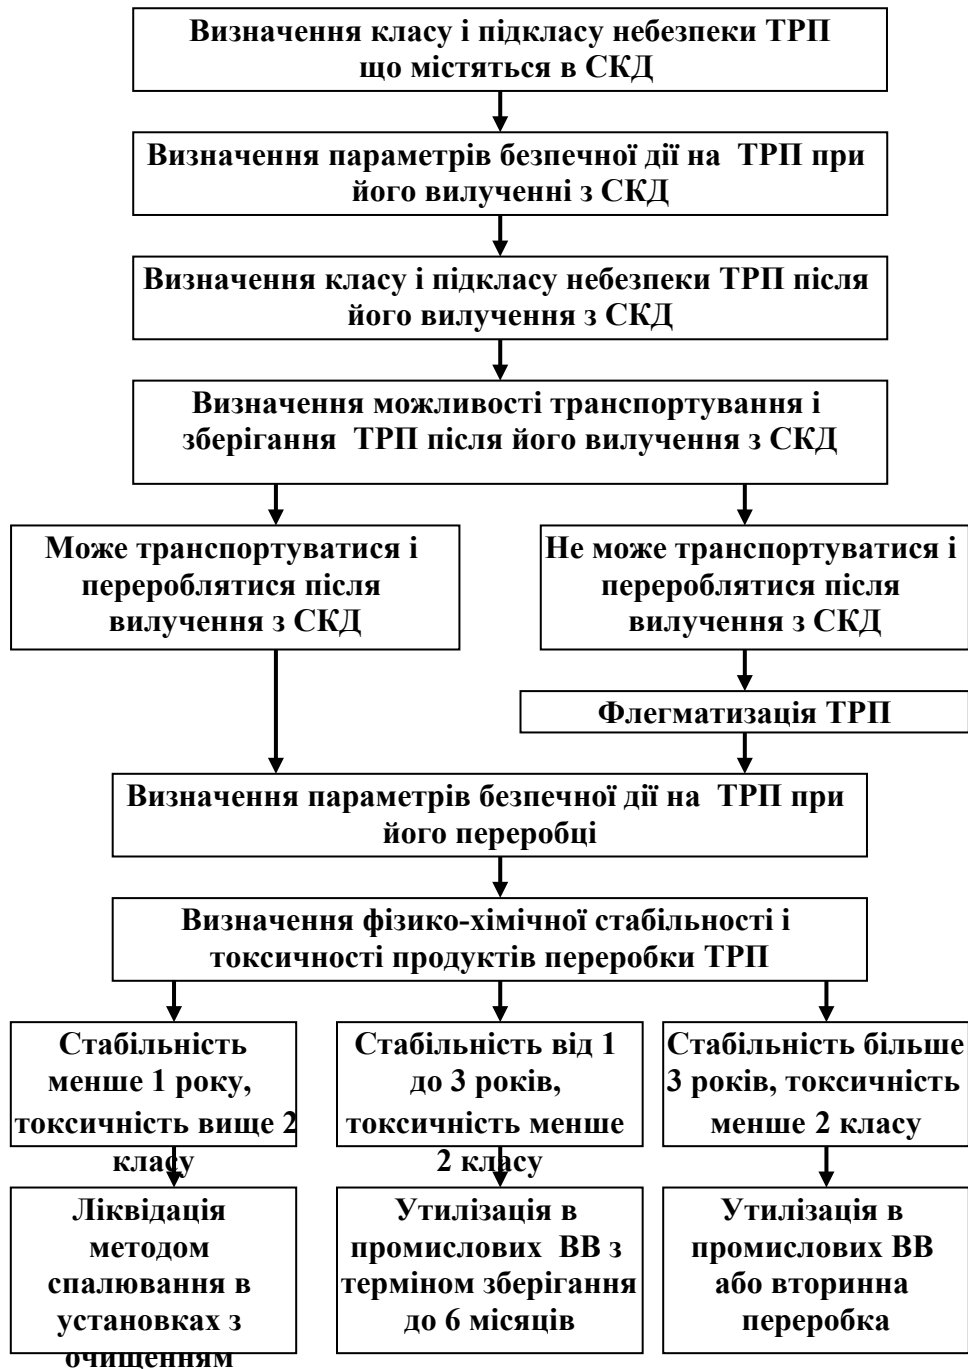 Визначення класу і підкласу небезпеки ТРП
що містяться в СКД
Визначення параметрів безпечної дії на ТРП при
його вилученні з СКД
Визначення класу і підкласу небезпеки ТРП після
його вилучення з СКД
Визначення можливості транспортування і
зберігання ТРП після його вилучення з СКД
Може транспортуватися і
перероблятися після
вилучення з СКД
Не може транспортуватися і
перероблятися після
вилучення з СКД
Флегматизація ТРП
Визначення параметрів безпечної дії на ТРП при
його переробці
Визначення фізико-хімічної стабільності і
токсичності продуктів переробки ТРП
Стабільність
менше 1 року,
токсичність вище 2
класу
Стабільність від 1
до 3 років,
токсичність менше
2 класу
Стабільність більше
3 років, токсичність
менше 2 класу
Ліквідація
методом
спалювання в
установках з
очищенням
Утилізація в
промислових ВВ з
терміном зберігання
до 6 місяців
Утилізація в
промислових ВВ
або вторинна
переробка